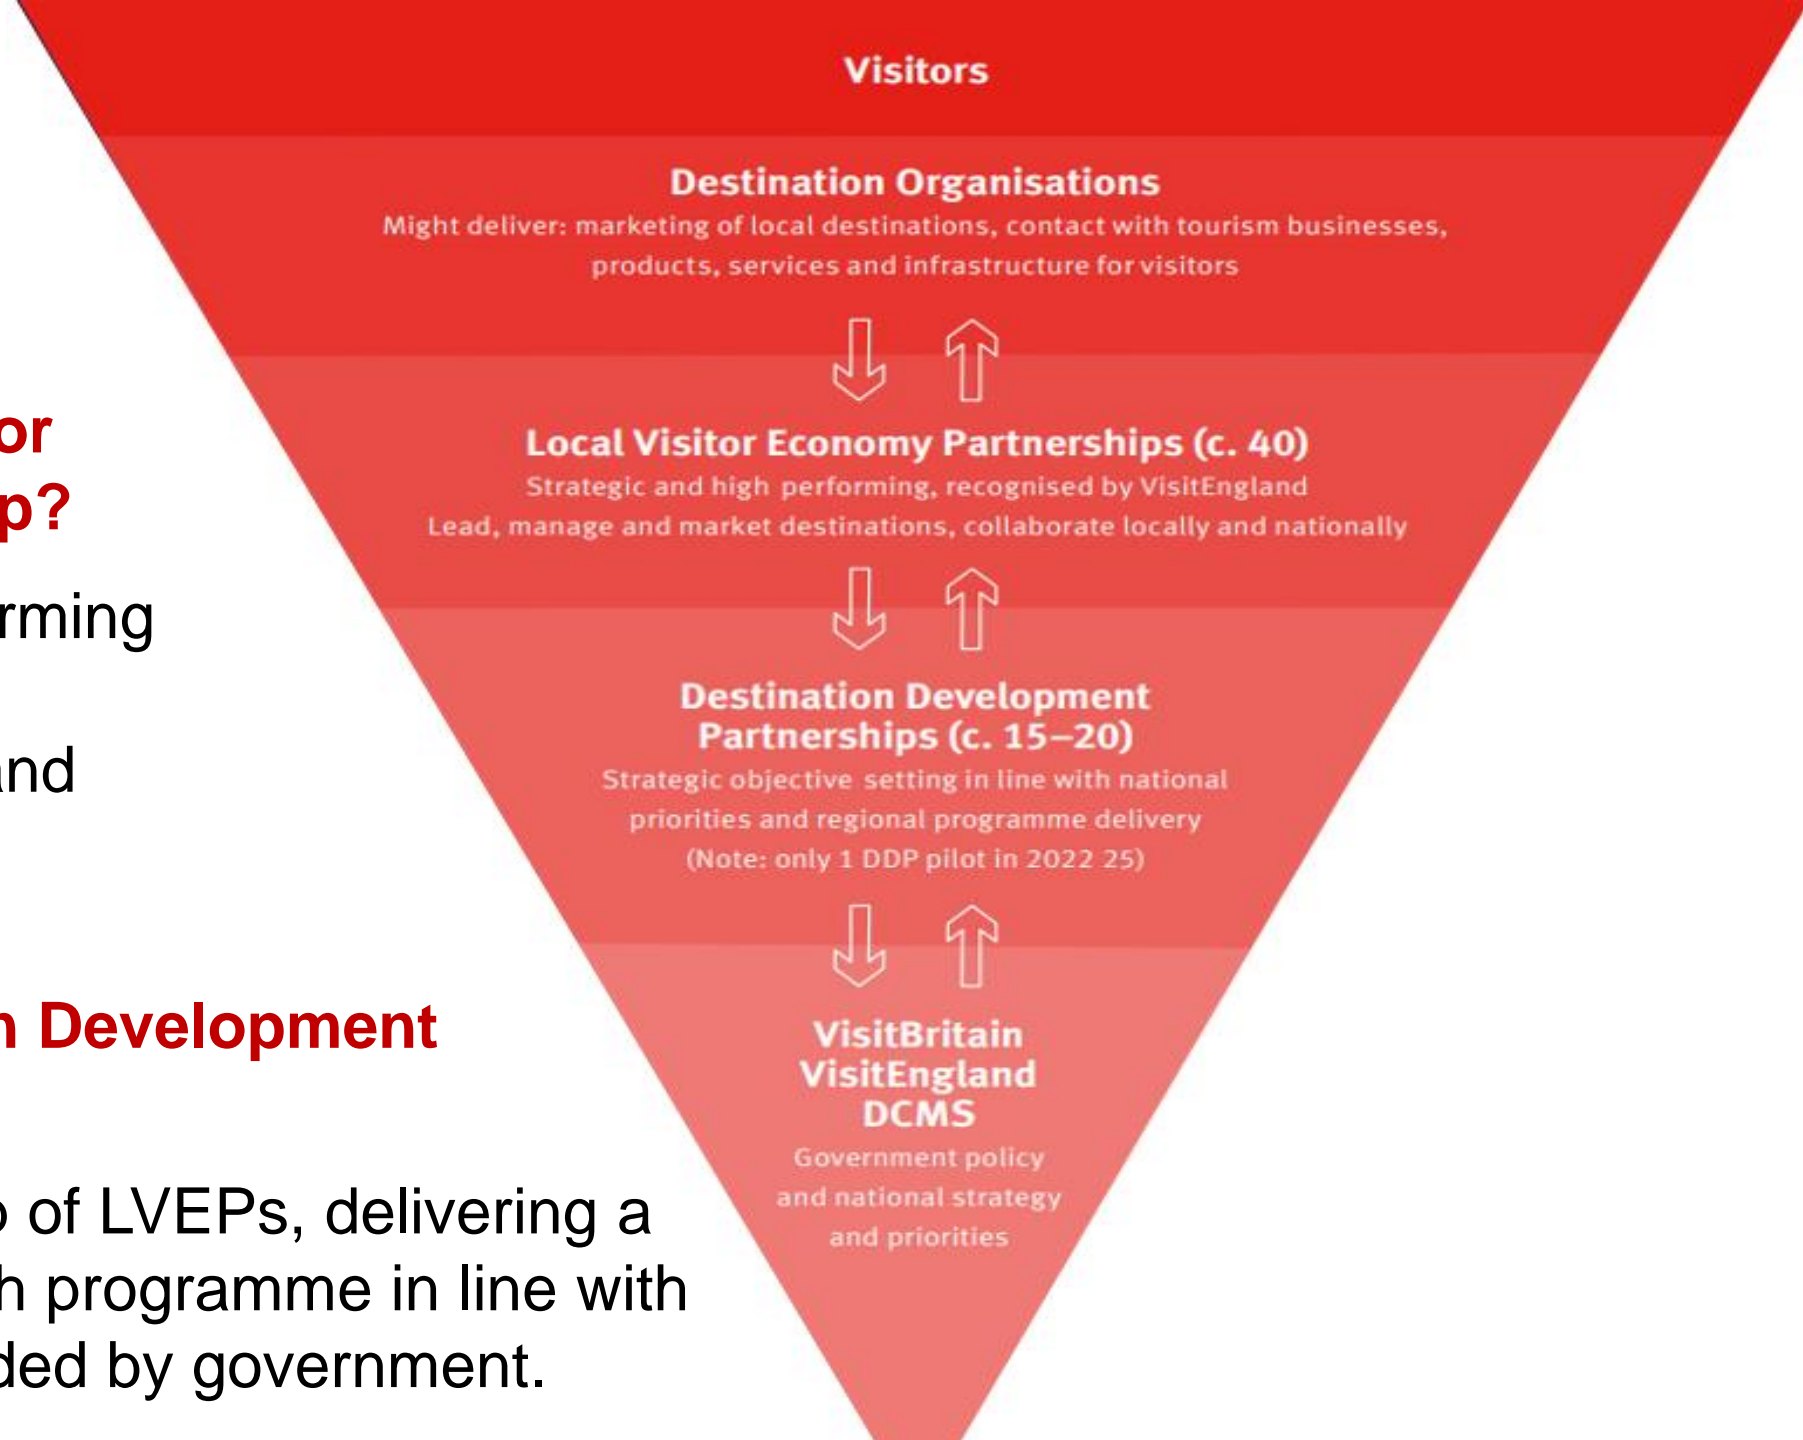 Visitors
Destination Organisations
Might deliver: marketing of local destinations, contact with tourism businesses,
products, services and infrastructure for visitors
Local Visitor Economy Partnerships (c. 40)
Strategic and high performing, recognised by VisitEngland
Lead, manage and market destinations, collaborate locally and nationally
Destination Development
Partnerships (c. 15–20)
Strategic objective setting in line with national
priorities and regional programme delivery
(Note: only 1 DDP pilot in 2022 25)
VisitBritain
VisitEngland
DCMS
Government policy
and national strategy
and priorities
or
p?
rming
and
n Development
of LVEPs, delivering a
h programme in line with
ded by government.